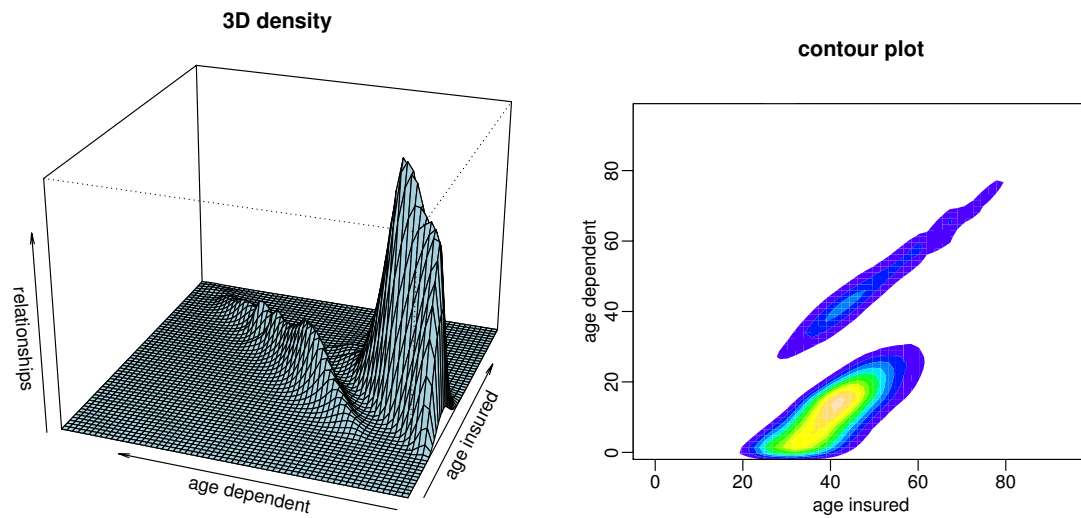 3D density
relationships
age dependent
age insured
contour plot
age dependent
80
60
40
20
0
0 20 40 60 80
age insured